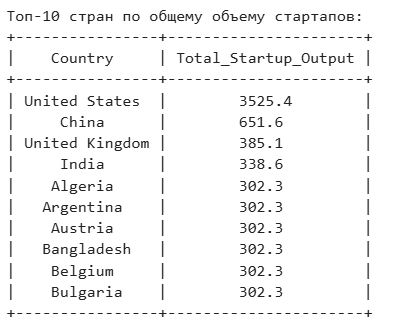 Топ-10 стран по общему объему стартапов:
+----------------+----------------------+
| Country | Total_Startup_Output |
+----------------+----------------------+
| United States | 3525.4 |
| China | 651.6 |
| United Kingdom | 385.1 |
| India | 338.6 |
| Algeria | 302.3 |
| Argentina | 302.3 |
| Austria | 302.3 |
| Bangladesh | 302.3 |
| Belgium | 302.3 |
| Bulgaria | 302.3 |
+----------------+----------------------+